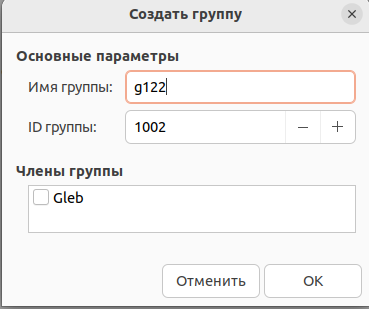 Создать группу
Основные параметры
Имя группы: g122
ID группы: 1002
Члены группы
Gleb
Отменить OK